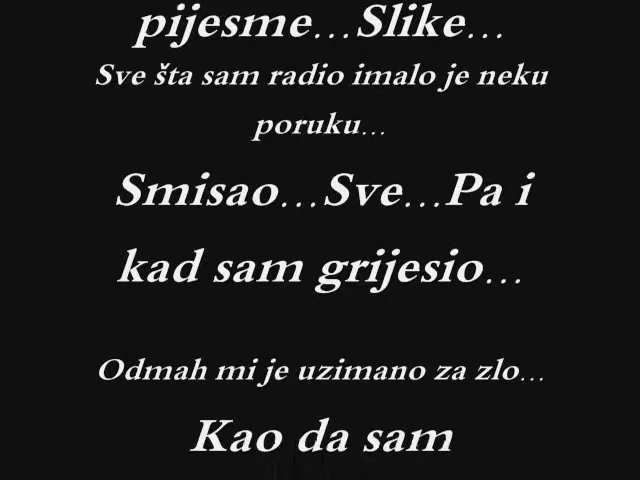 pijesme...Slike...
Sve šta sam radio imalo je neku
poruku...
Smisao...Sve...Pa i
kad sam grijesio...
Odmah mi je uzimano za zlo...
Kao da sam